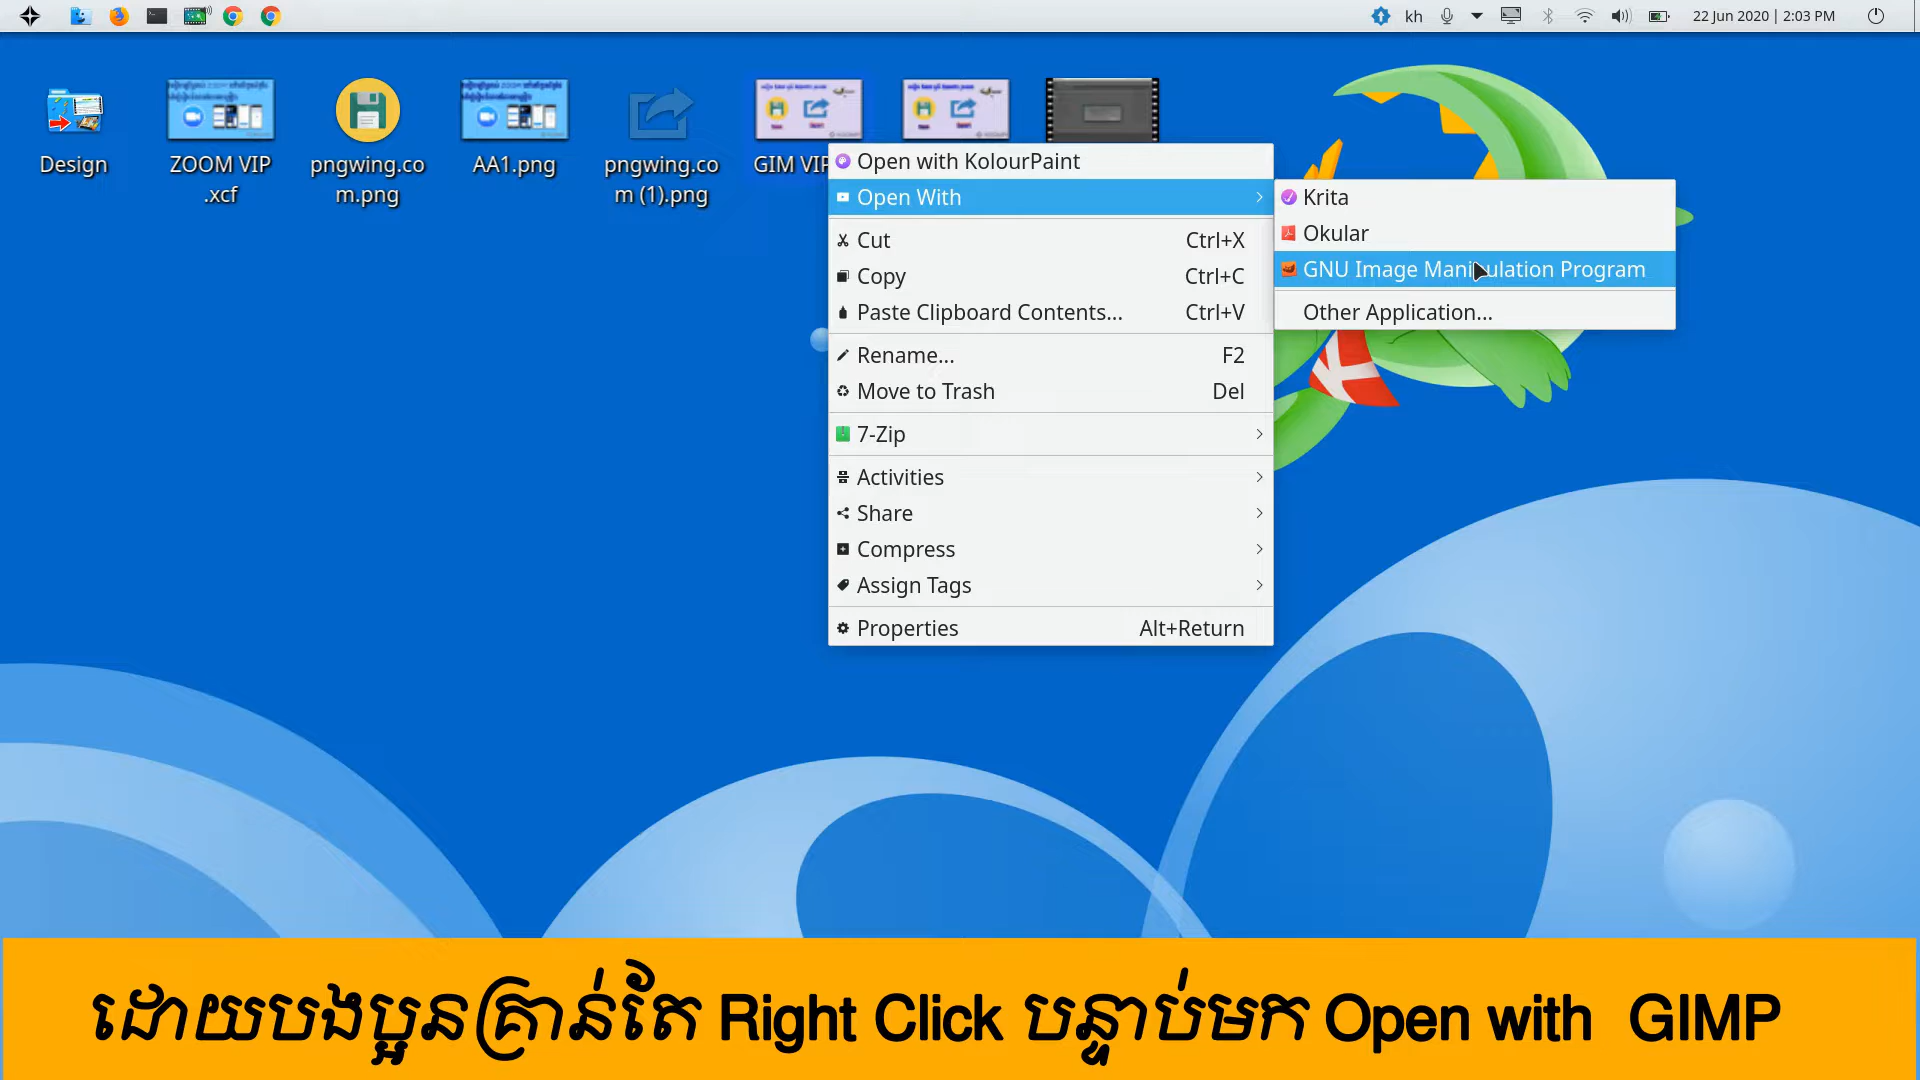 kh
22 Jun 2020 | 2:03 PM
Design
ZOOM VIP
.xcf
pngwing.co
m.png
AA1.png
pngwing.co
m (1).png
GIM VIP
Open with KolourPaint
Open With
Cut Ctrl+X
Copy Ctrl+C
Paste Clipboard Contents... Ctrl+V
Rename... F2
Move to Trash Del
7-Zip
Activities
Share
Compress
Assign Tags
Properties Alt+Return
Krita
Okular
GNU Image Manipulation Program
Other Application...
ដោយបងប្អូនគ្រាន់តែ Right Click បន្ទាប់មក Open with GIMP